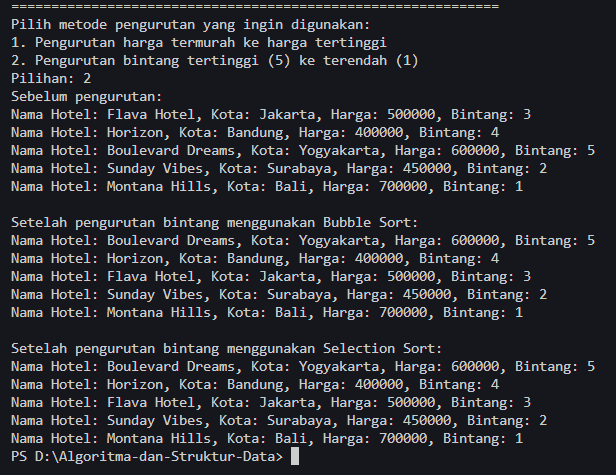 =============================================================
Pilih metode pengurutan yang ingin digunakan:
1. Pengurutan harga termurah ke harga tertinggi
2. Pengurutan bintang tertinggi (5) ke terendah (1)
Pilihan: 2
Sebelum pengurutan:
Nama Hotel: Flava Hotel, Kota: Jakarta, Harga: 500000, Bintang: 3
Nama Hotel: Horizon, Kota: Bandung, Harga: 400000, Bintang: 4
Nama Hotel: Boulevard Dreams, Kota: Yogyakarta, Harga: 600000, Bintang: 5
Nama Hotel: Sunday Vibes, Kota: Surabaya, Harga: 450000, Bintang: 2
Nama Hotel: Montana Hills, Kota: Bali, Harga: 700000, Bintang: 1

Setelah pengurutan bintang menggunakan Bubble Sort:
Nama Hotel: Boulevard Dreams, Kota: Yogyakarta, Harga: 600000, Bintang: 5
Nama Hotel: Horizon, Kota: Bandung, Harga: 400000, Bintang: 4
Nama Hotel: Flava Hotel, Kota: Jakarta, Harga: 500000, Bintang: 3
Nama Hotel: Sunday Vibes, Kota: Surabaya, Harga: 450000, Bintang: 2
Nama Hotel: Montana Hills, Kota: Bali, Harga: 700000, Bintang: 1

Setelah pengurutan bintang menggunakan Selection Sort:
Nama Hotel: Boulevard Dreams, Kota: Yogyakarta, Harga: 600000, Bintang: 5
Nama Hotel: Horizon, Kota: Bandung, Harga: 400000, Bintang: 4
Nama Hotel: Flava Hotel, Kota: Jakarta, Harga: 500000, Bintang: 3
Nama Hotel: Sunday Vibes, Kota: Surabaya, Harga: 450000, Bintang: 2
Nama Hotel: Montana Hills, Kota: Bali, Harga: 700000, Bintang: 1
PS D:\Algoritma-dan-Struktur-Data>